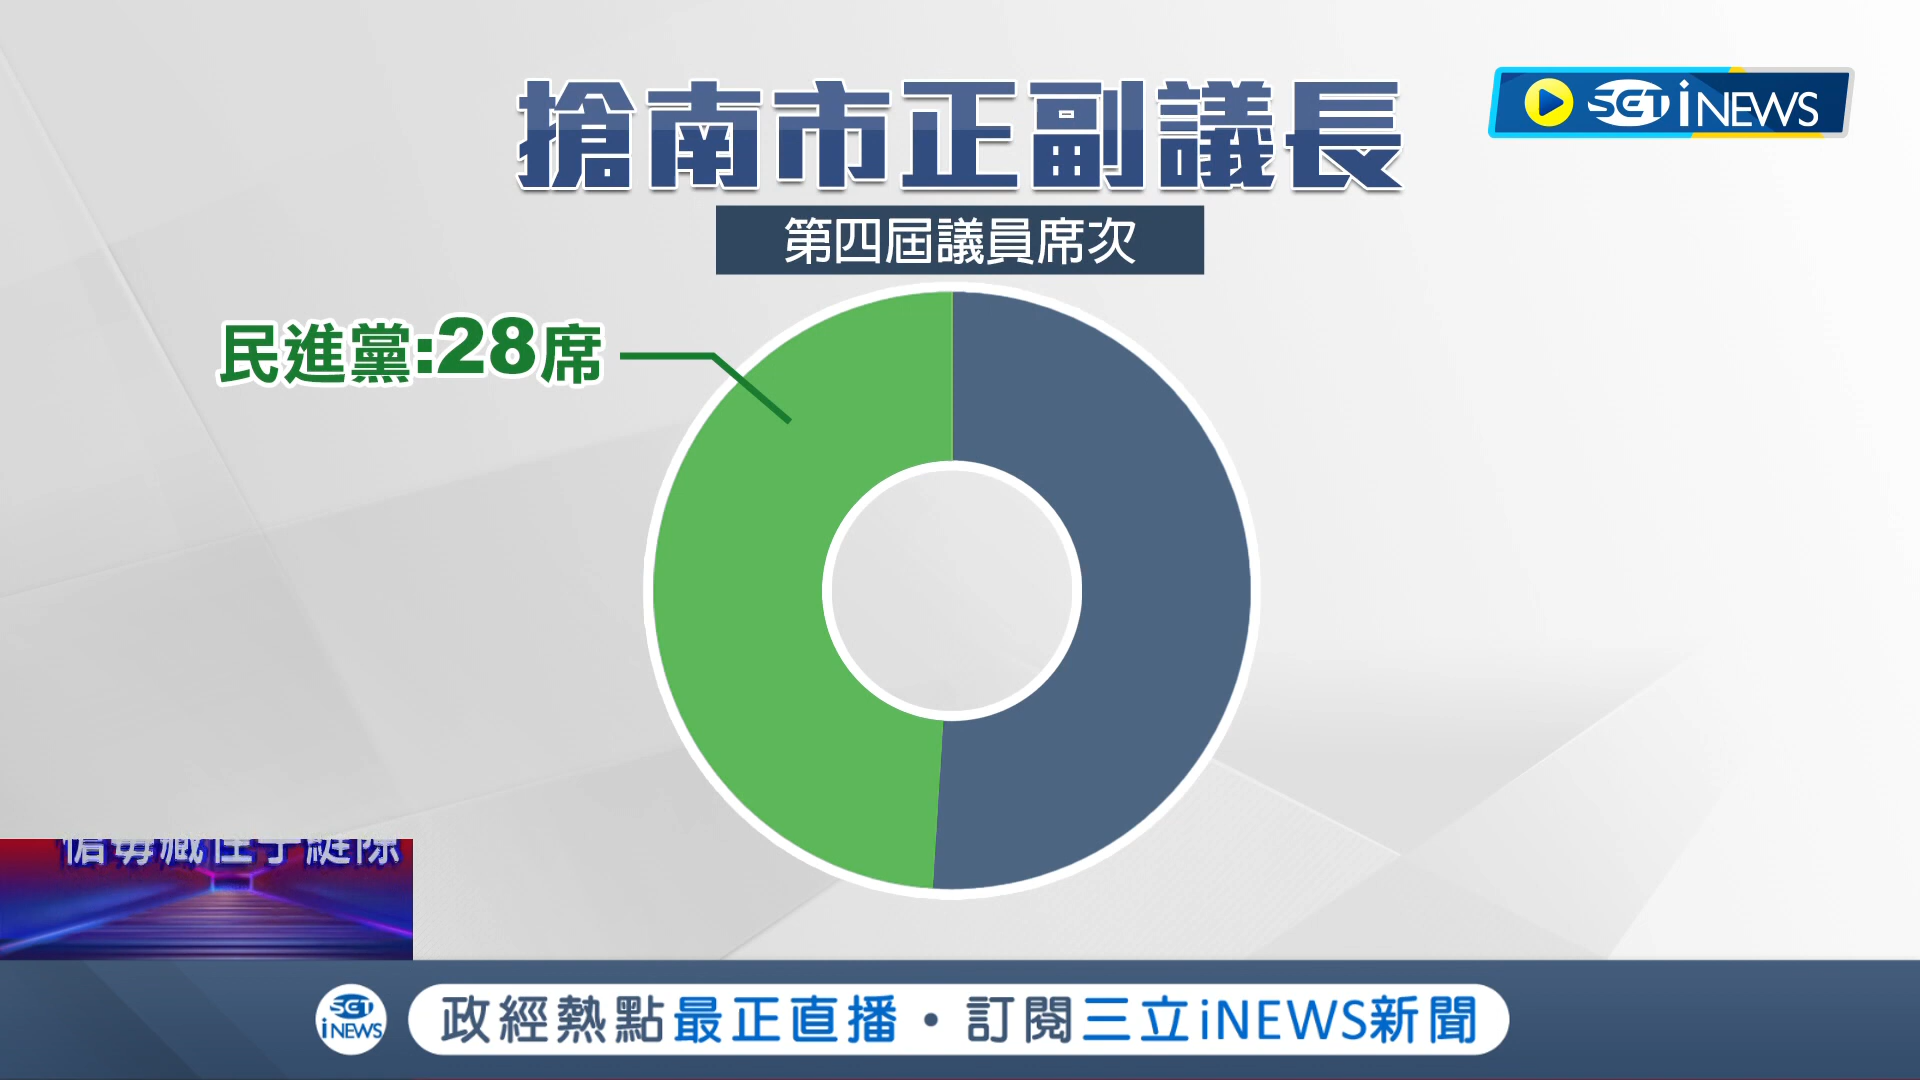 搶南市正副議長
SET iNEWS
第四屆議員席次
民進黨:28席
SET
iNEWS
政經熱點最正直播・訂閱三立iNEWS新聞